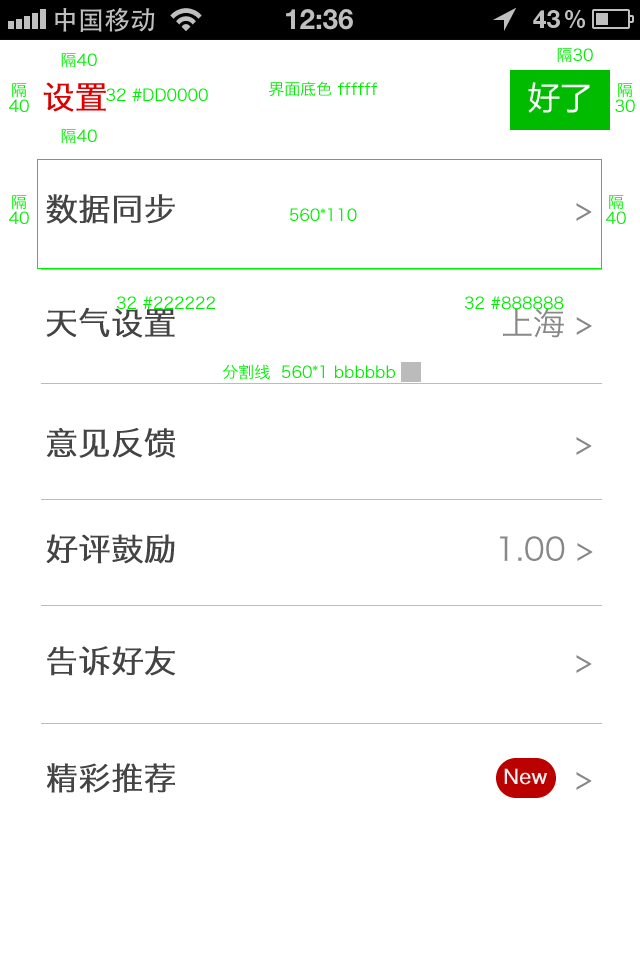 中国移动 12:36 43%
隔40 隔30
隔40 设置 32 #DD0000 界面底色 ffffff 好了 隔30
隔40
隔40 数据同步 560*110 > 隔40
32 #222222 32 #888888
天气设置 上海 >
分割线 560*1 bbbbbb
意见反馈 >
好评鼓励 1.00 >
告诉好友 >
精彩推荐 New >